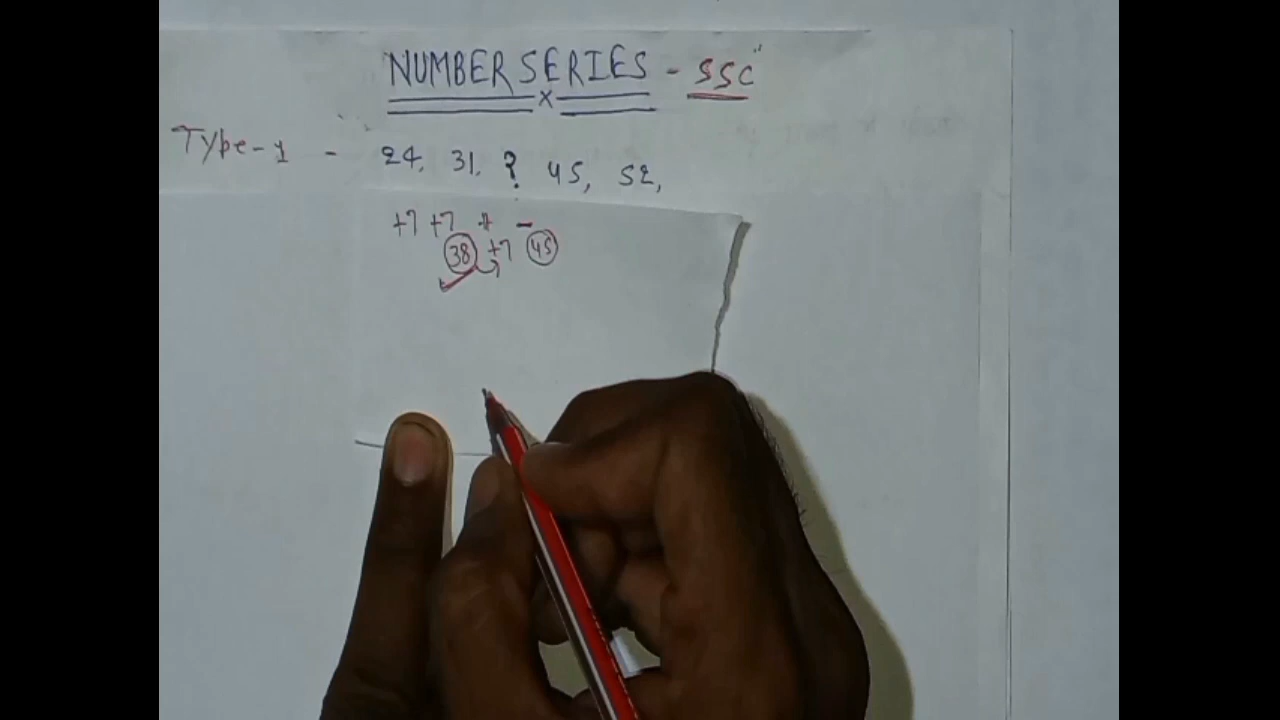 NUMBER SERIES - SSC"
Type-1 - 24, 31, ? 45, 52,
+7 +7 + -
38 +7 45